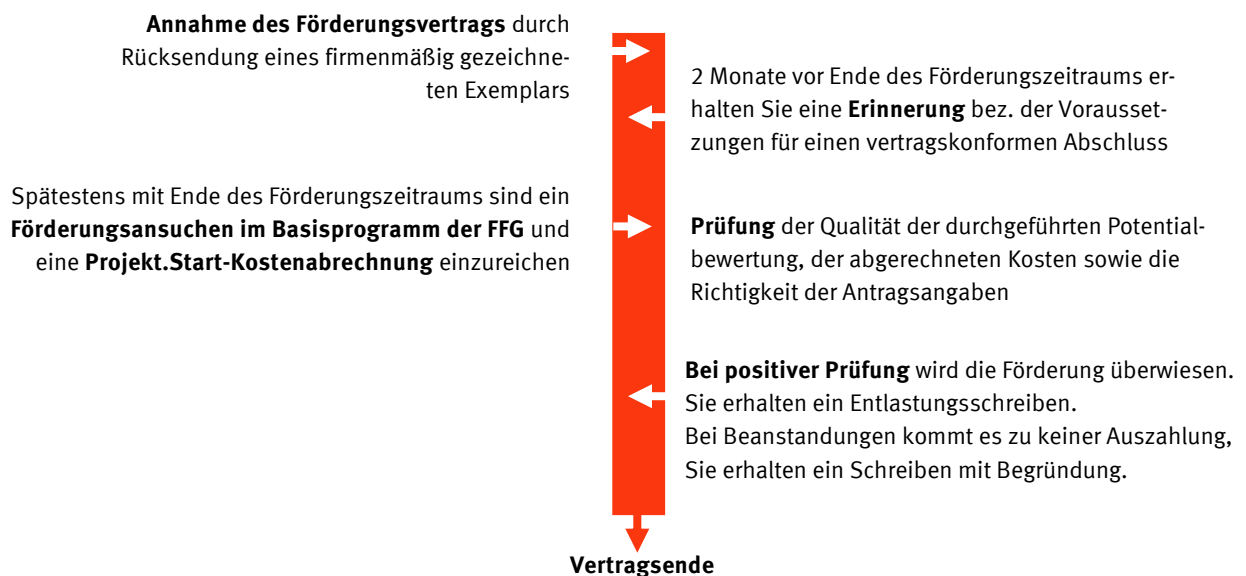 Annahme des Förderungsvertrags durch
Rücksendung eines firmenmäßig gezeichne-
ten Exemplars
2 Monate vor Ende des Förderungszeitraums er-
halten Sie eine Erinnerung bez. der Vorausset-
zungen für einen vertragskonformen Abschluss
Spätestens mit Ende des Förderungszeitraums sind ein
Förderungsansuchen im Basisprogramm der FFG und
eine Projekt.Start-Kostenabrechnung einzureichen
Prüfung der Qualität der durchgeführten Potential-
bewertung, der abgerechneten Kosten sowie die
Richtigkeit der Antragsangaben
Bei positiver Prüfung wird die Förderung überwiesen.
Sie erhalten ein Entlastungsschreiben.
Bei Beanstandungen kommt es zu keiner Auszahlung,
Sie erhalten ein Schreiben mit Begründung.
Vertragsende